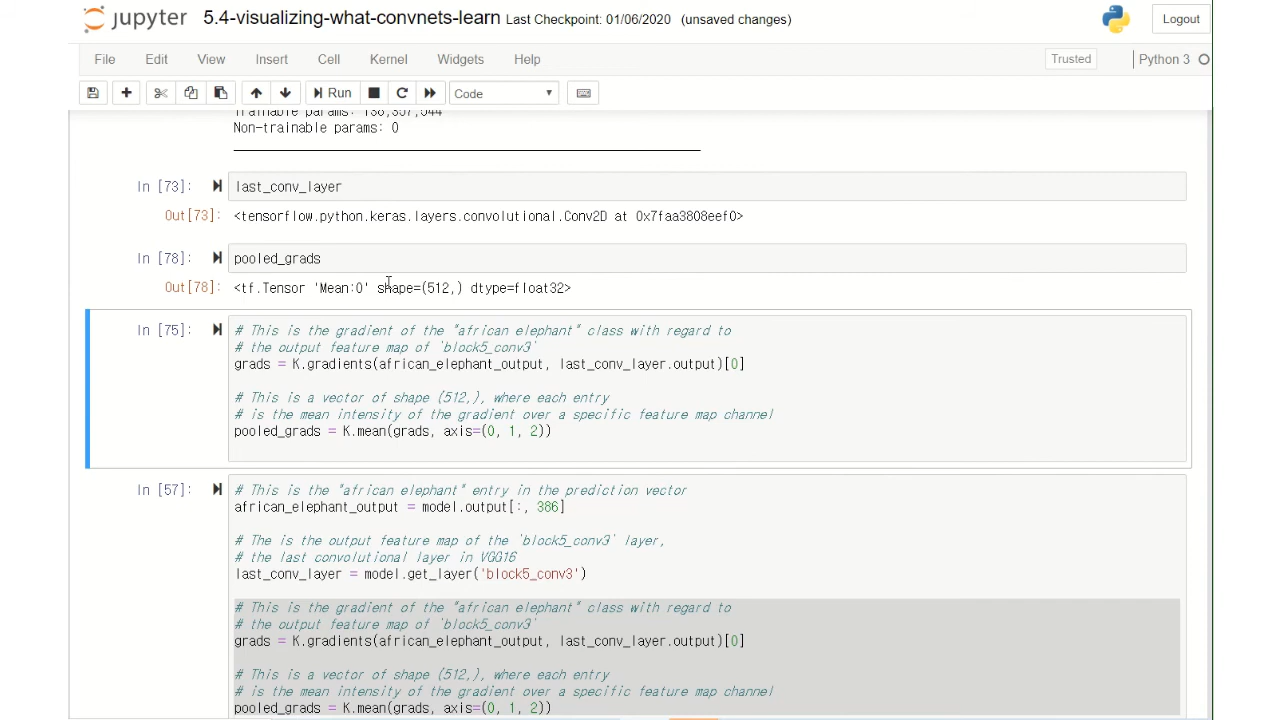 jupyter 5.4-visualizing-what-convnets-learn Last Checkpoint: 01/06/2020 (unsaved changes) Logout
File Edit View Insert Cell Kernel Widgets Help Trusted Python 3
Run Code
Trainable params: 138,357,544
Non-trainable params: 0
In [73]: last_conv_layer
Out[73]: <tensorflow.python.keras.layers.convolutional.Conv2D at 0x7faa3808eef0>
In [78]: pooled_grads
Out[78]: <tf.Tensor 'Mean:0' shape=(512,) dtype=float32>
In [75]: # This is the gradient of the "african elephant" class with regard to
# the output feature map of `block5_conv3`
grads = K.gradients(african_elephant_output, last_conv_layer.output)[0]
# This is a vector of shape (512,), where each entry
# is the mean intensity of the gradient over a specific feature map channel
pooled_grads = K.mean(grads, axis=(0, 1, 2))
In [57]: # This is the "african elephant" entry in the prediction vector
african_elephant_output = model.output[:, 386]
# The is the output feature map of the `block5_conv3` layer,
# the last convolutional layer in VGG16
last_conv_layer = model.get_layer('block5_conv3')
# This is the gradient of the "african elephant" class with regard to
# the output feature map of `block5_conv3`
grads = K.gradients(african_elephant_output, last_conv_layer.output)[0]
# This is a vector of shape (512,), where each entry
# is the mean intensity of the gradient over a specific feature map channel
pooled_grads = K.mean(grads, axis=(0, 1, 2))